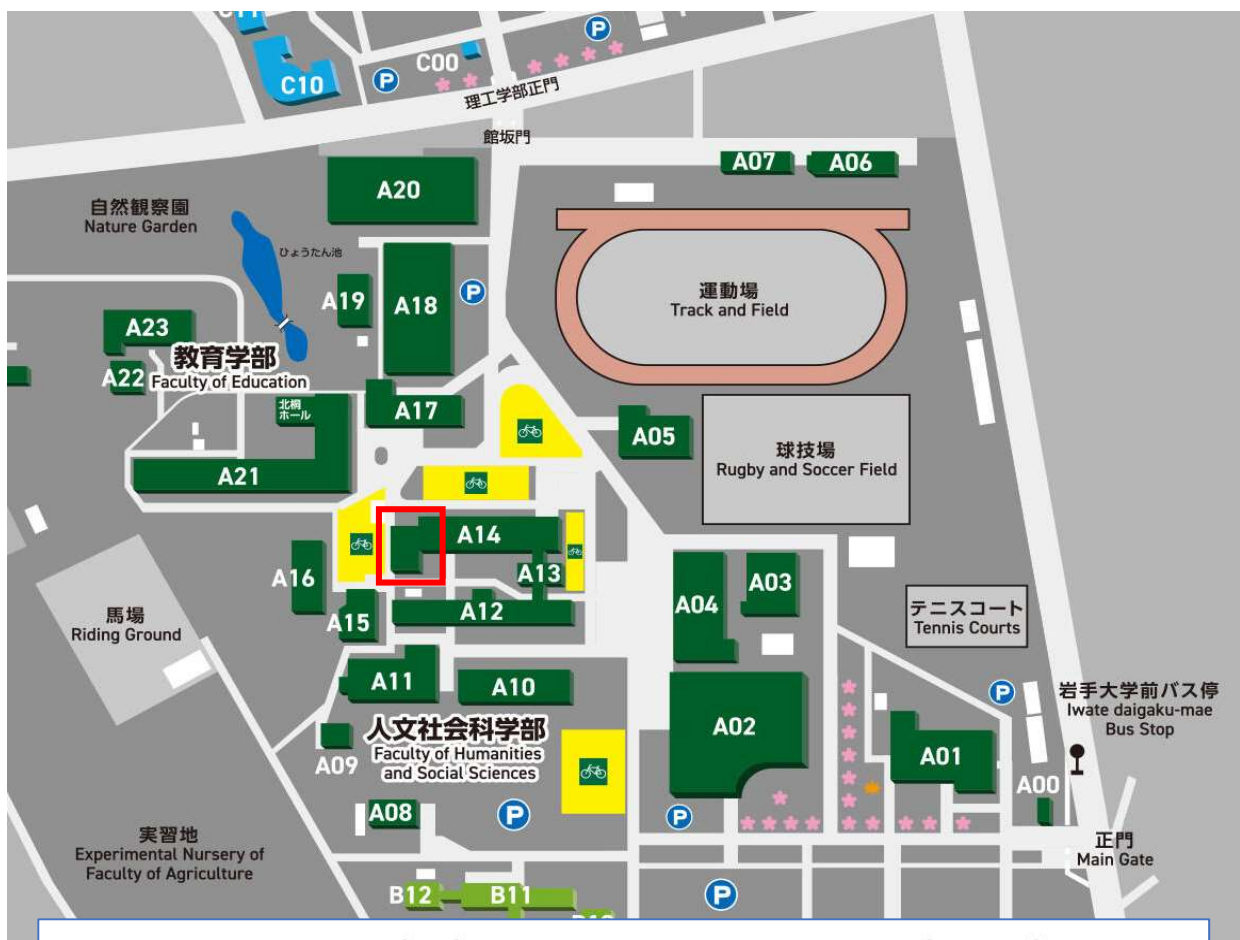 C10
P
C00
P
理工学部正門
館坂門
A07
A06
A20
自然観察園
Nature Garden
ひょうたん池
運動場
Track and Field
A19
A18
P
A23
教育学部
Faculty of Education
A22
北桐
ホール
A17
A05
球技場
Rugby and Soccer Field
A21
A14
A16
A13
A03
A04
テニスコート
Tennis Courts
馬場
Riding Ground
A15
A12
A11
A10
P
岩手大学前バス停
Iwate daigaku-mae
Bus Stop
人文社会科学部
Faculty of Humanities
and Social Sciences
A02
A01
A09
A00
A08
P
P
実習地
Experimental Nursery of
Faculty of Agriculture
正門
Main Gate
B12
B11
P